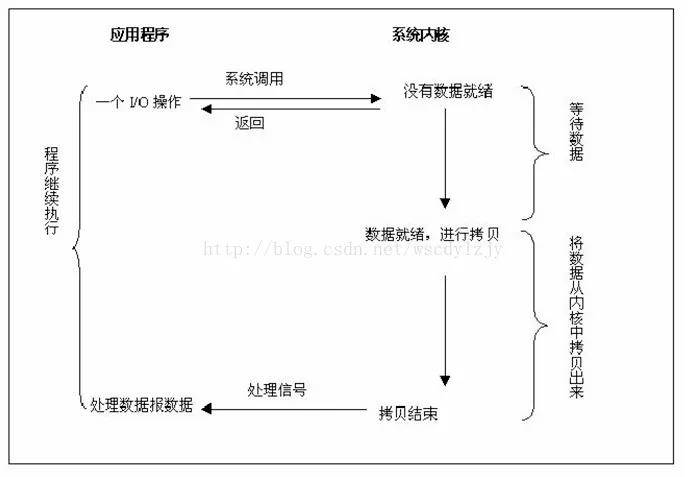 应用程序
系统内核
系统调用
一个 I/O 操作
没有数据就绪
返回
等待数据
程序继续执行
数据就绪，进行拷贝
http://blog.csdn.net/wscdylzjy
将数据从内核中拷贝出来
处理信号
处理数据报数据
拷贝结束